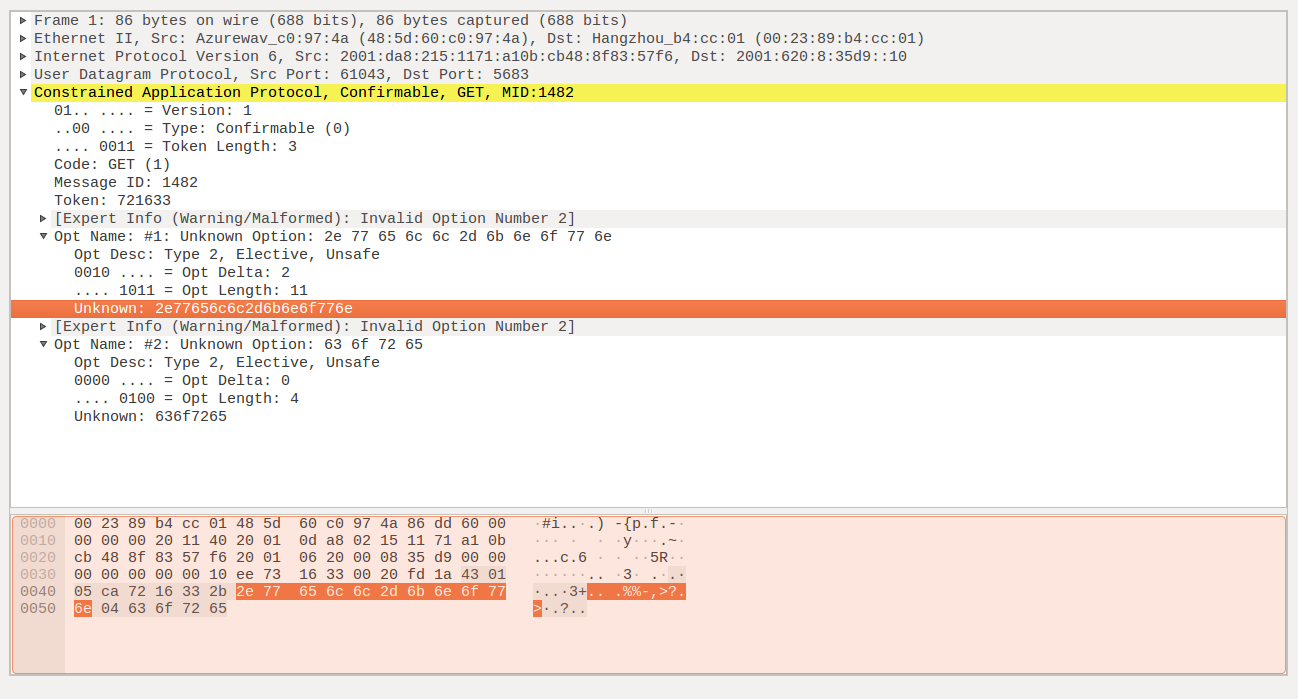 Frame 1: 86 bytes on wire (688 bits), 86 bytes captured (688 bits)
Ethernet II, Src: Azurewav_c0:97:4a (48:5d:60:c0:97:4a), Dst: Hangzhou_b4:cc:01 (00:23:89:b4:cc:01)
Internet Protocol Version 6, Src: 2001:da8:215:1171:a10b:cb48:8f83:57f6, Dst: 2001:620:8:35d9::10
User Datagram Protocol, Src Port: 61043, Dst Port: 5683
Constrained Application Protocol, Confirmable, GET, MID:1482
01.. .... = Version: 1
..00 .... = Type: Confirmable (0)
.... 0011 = Token Length: 3
Code: GET (1)
Message ID: 1482
Token: 721633
[Expert Info (Warning/Malformed): Invalid Option Number 2]
Opt Name: #1: Unknown Option: 2e 77 65 6c 6c 2d 6b 6e 6f 77 6e
Opt Desc: Type 2, Elective, Unsafe
0010 .... = Opt Delta: 2
.... 1011 = Opt Length: 11
Unknown: 2e77656c6c2d6b6e6f776e
[Expert Info (Warning/Malformed): Invalid Option Number 2]
Opt Name: #2: Unknown Option: 63 6f 72 65
Opt Desc: Type 2, Elective, Unsafe
0000 .... = Opt Delta: 0
.... 0100 = Opt Length: 4
Unknown: 636f7265
0000 00 23 89 b4 cc 01 48 5d 60 c0 97 4a 86 dd 60 00 ·#i.. .) -{p.f.-·
0010 00 00 00 20 11 40 20 01 0d a8 02 15 11 71 a1 0b ··· · · ·y···.~·
0020 cb 48 8f 83 57 f6 20 01 06 20 00 08 35 d9 00 00 ...c.6 · · ··5R··
0030 00 00 00 00 00 10 ee 73 16 33 00 20 fd 1a 43 01 ······.. ·3· .·.·
0040 05 ca 72 16 33 2b 2e 77 65 6c 6c 2d 6b 6e 6f 77 ·..·3+.. .%%-,>?.
0050 6e 04 63 6f 72 65 >·.?..